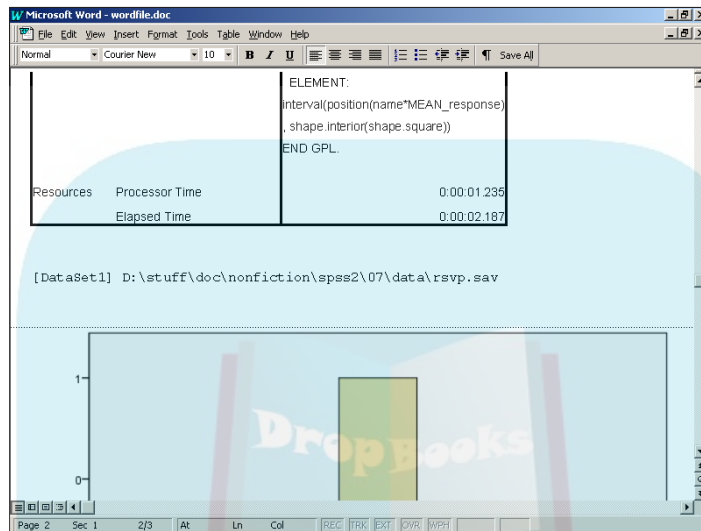 Microsoft Word - wordfile.doc
File Edit View Insert Format Tools Table Window Help
Normal Courier New 10 B I U ¶ Save All
ELEMENT:
interval(position(name*MEAN_response)
, shape.interior(shape.square))
END GPL.
Resources Processor Time 0:00:01.235
Elapsed Time 0:00:02.187
[DataSet1] D:\stuff\doc\nonfiction\spss2\07\data\rsvp.sav
1
DropBooks
0
Page 2 Sec 1 2/3 At Ln Col REC TRK EXT OVR WPH